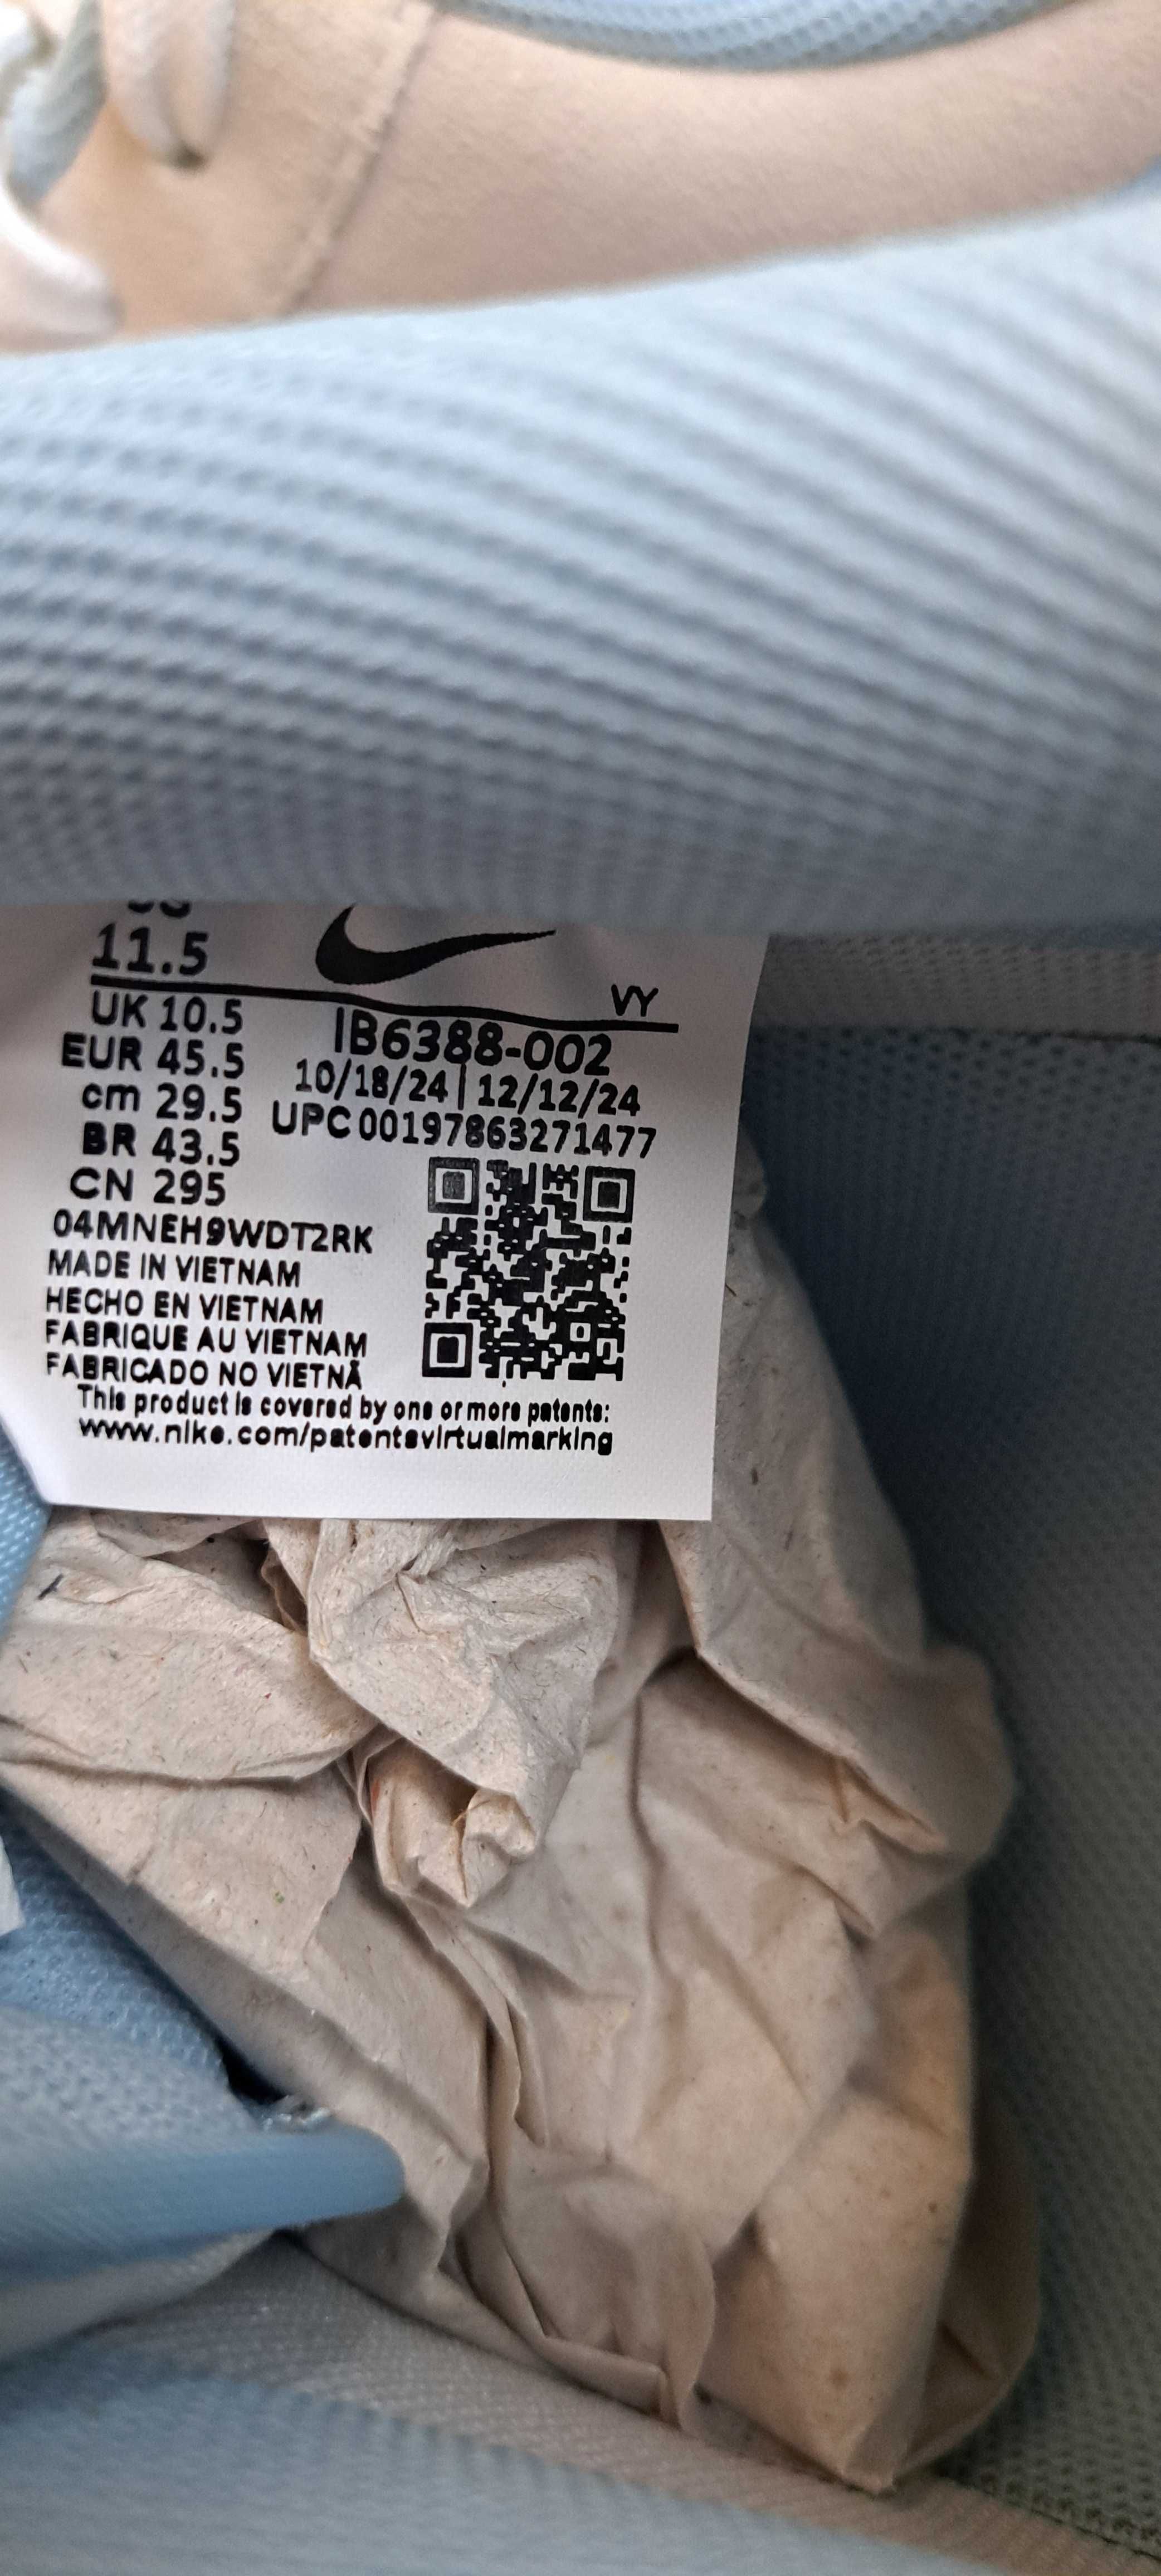 11.5
VY
UK 10.5
IB6388-002
EUR 45.5
10/18/24 | 12/12/24
cm 29.5
UPC 00197863271477
BR 43.5
CN 295
04MNEH9WDT2RK
MADE IN VIETNAM
HECHO EN VIETNAM
FABRIQUE AU VIETNAM
FABRICADO NO VIETNÃ
This product is covered by one or more patents:
www.nike.com/patentsvirtualmarking